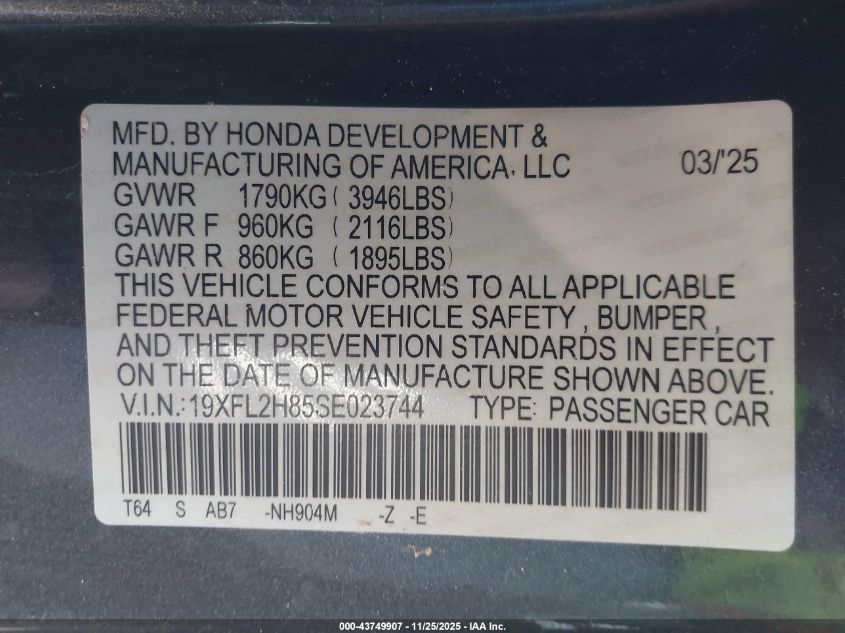 MFD. BY HONDA DEVELOPMENT &
MANUFACTURING OF AMERICA, LLC 03/'25
GVWR 1790KG ( 3946LBS)
GAWR F 960KG ( 2116LBS)
GAWR R 860KG ( 1895LBS)
THIS VEHICLE CONFORMS TO ALL APPLICABLE
FEDERAL MOTOR VEHICLE SAFETY , BUMPER ,
AND THEFT PREVENTION STANDARDS IN EFFECT
ON THE DATE OF MANUFACTURE SHOWN ABOVE.
V.I.N.:19XFL2H85SE023744 TYPE: PASSENGER CAR
T64 S AB7 -NH904M -Z -E
000-43749907 - 11/25/2025 - IAA Inc.